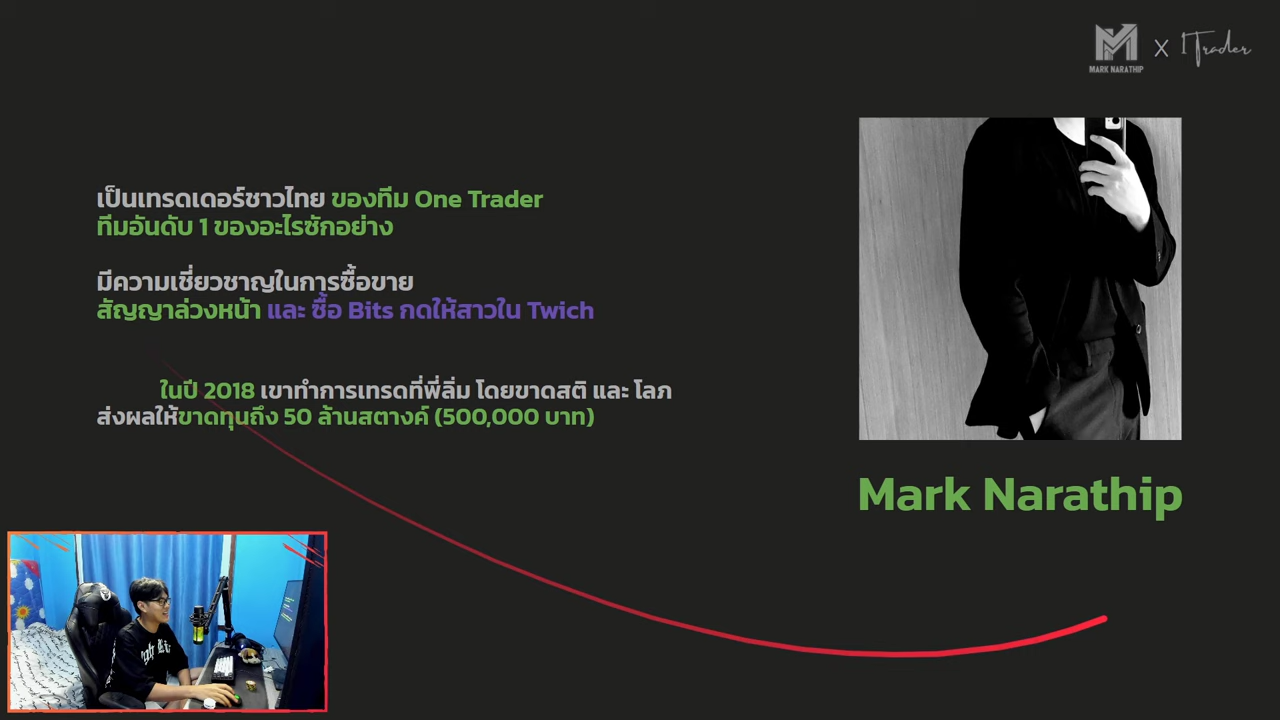 MARK NARATHIP
X
1Trader
เป็นเทรดเดอร์ชาวไทย ของทีม One Trader
ทีมอันดับ 1 ของอะไรซักอย่าง
มีความเชี่ยวชาญในการซื้อขาย
สัญญาล่วงหน้า และ ซื้อ Bits กดให้สาวใน Twich
ในปี 2018 เขาทำการเทรดที่พี่ลิ่ม โดยขาดสติ และ โลภ
ส่งผลให้ขาดทุนถึง 50 ล้านสตางค์ (500,000 บาท)
Mark Narathip